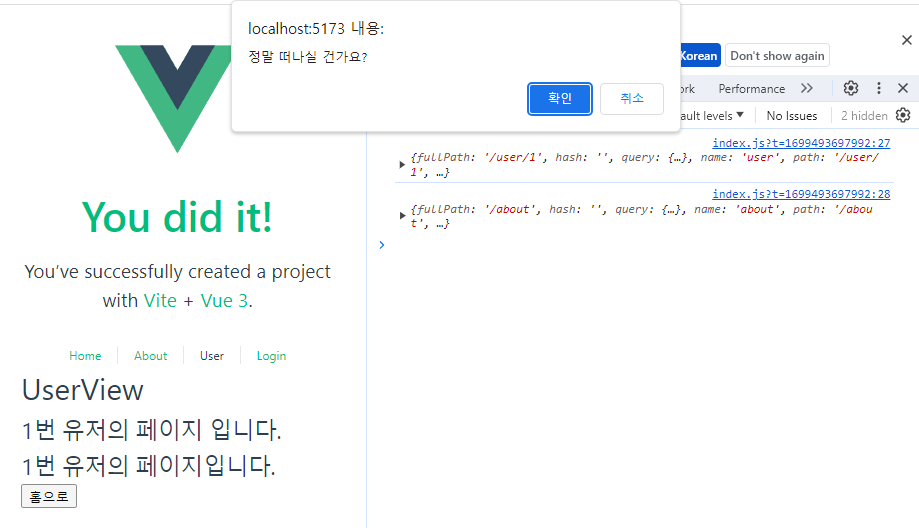 localhost:5173 내용:
정말 떠나실 건가요?
확인
취소
Korean
Don't show again
rk
Performance
ault levels ▼
No Issues
2 hidden
index.js?t=1699493697992:27
{fullPath: '/user/1', hash: '', query: {…}, name: 'user', path: '/user/
1', …}
index.js?t=1699493697992:28
{fullPath: '/about', hash: '', query: {…}, name: 'about', path: '/abou
t', …}
You did it!
You've successfully created a project
with Vite + Vue 3.
Home
About
User
Login
UserView
1번 유저의 페이지 입니다.
1번 유저의 페이지입니다.
홈으로